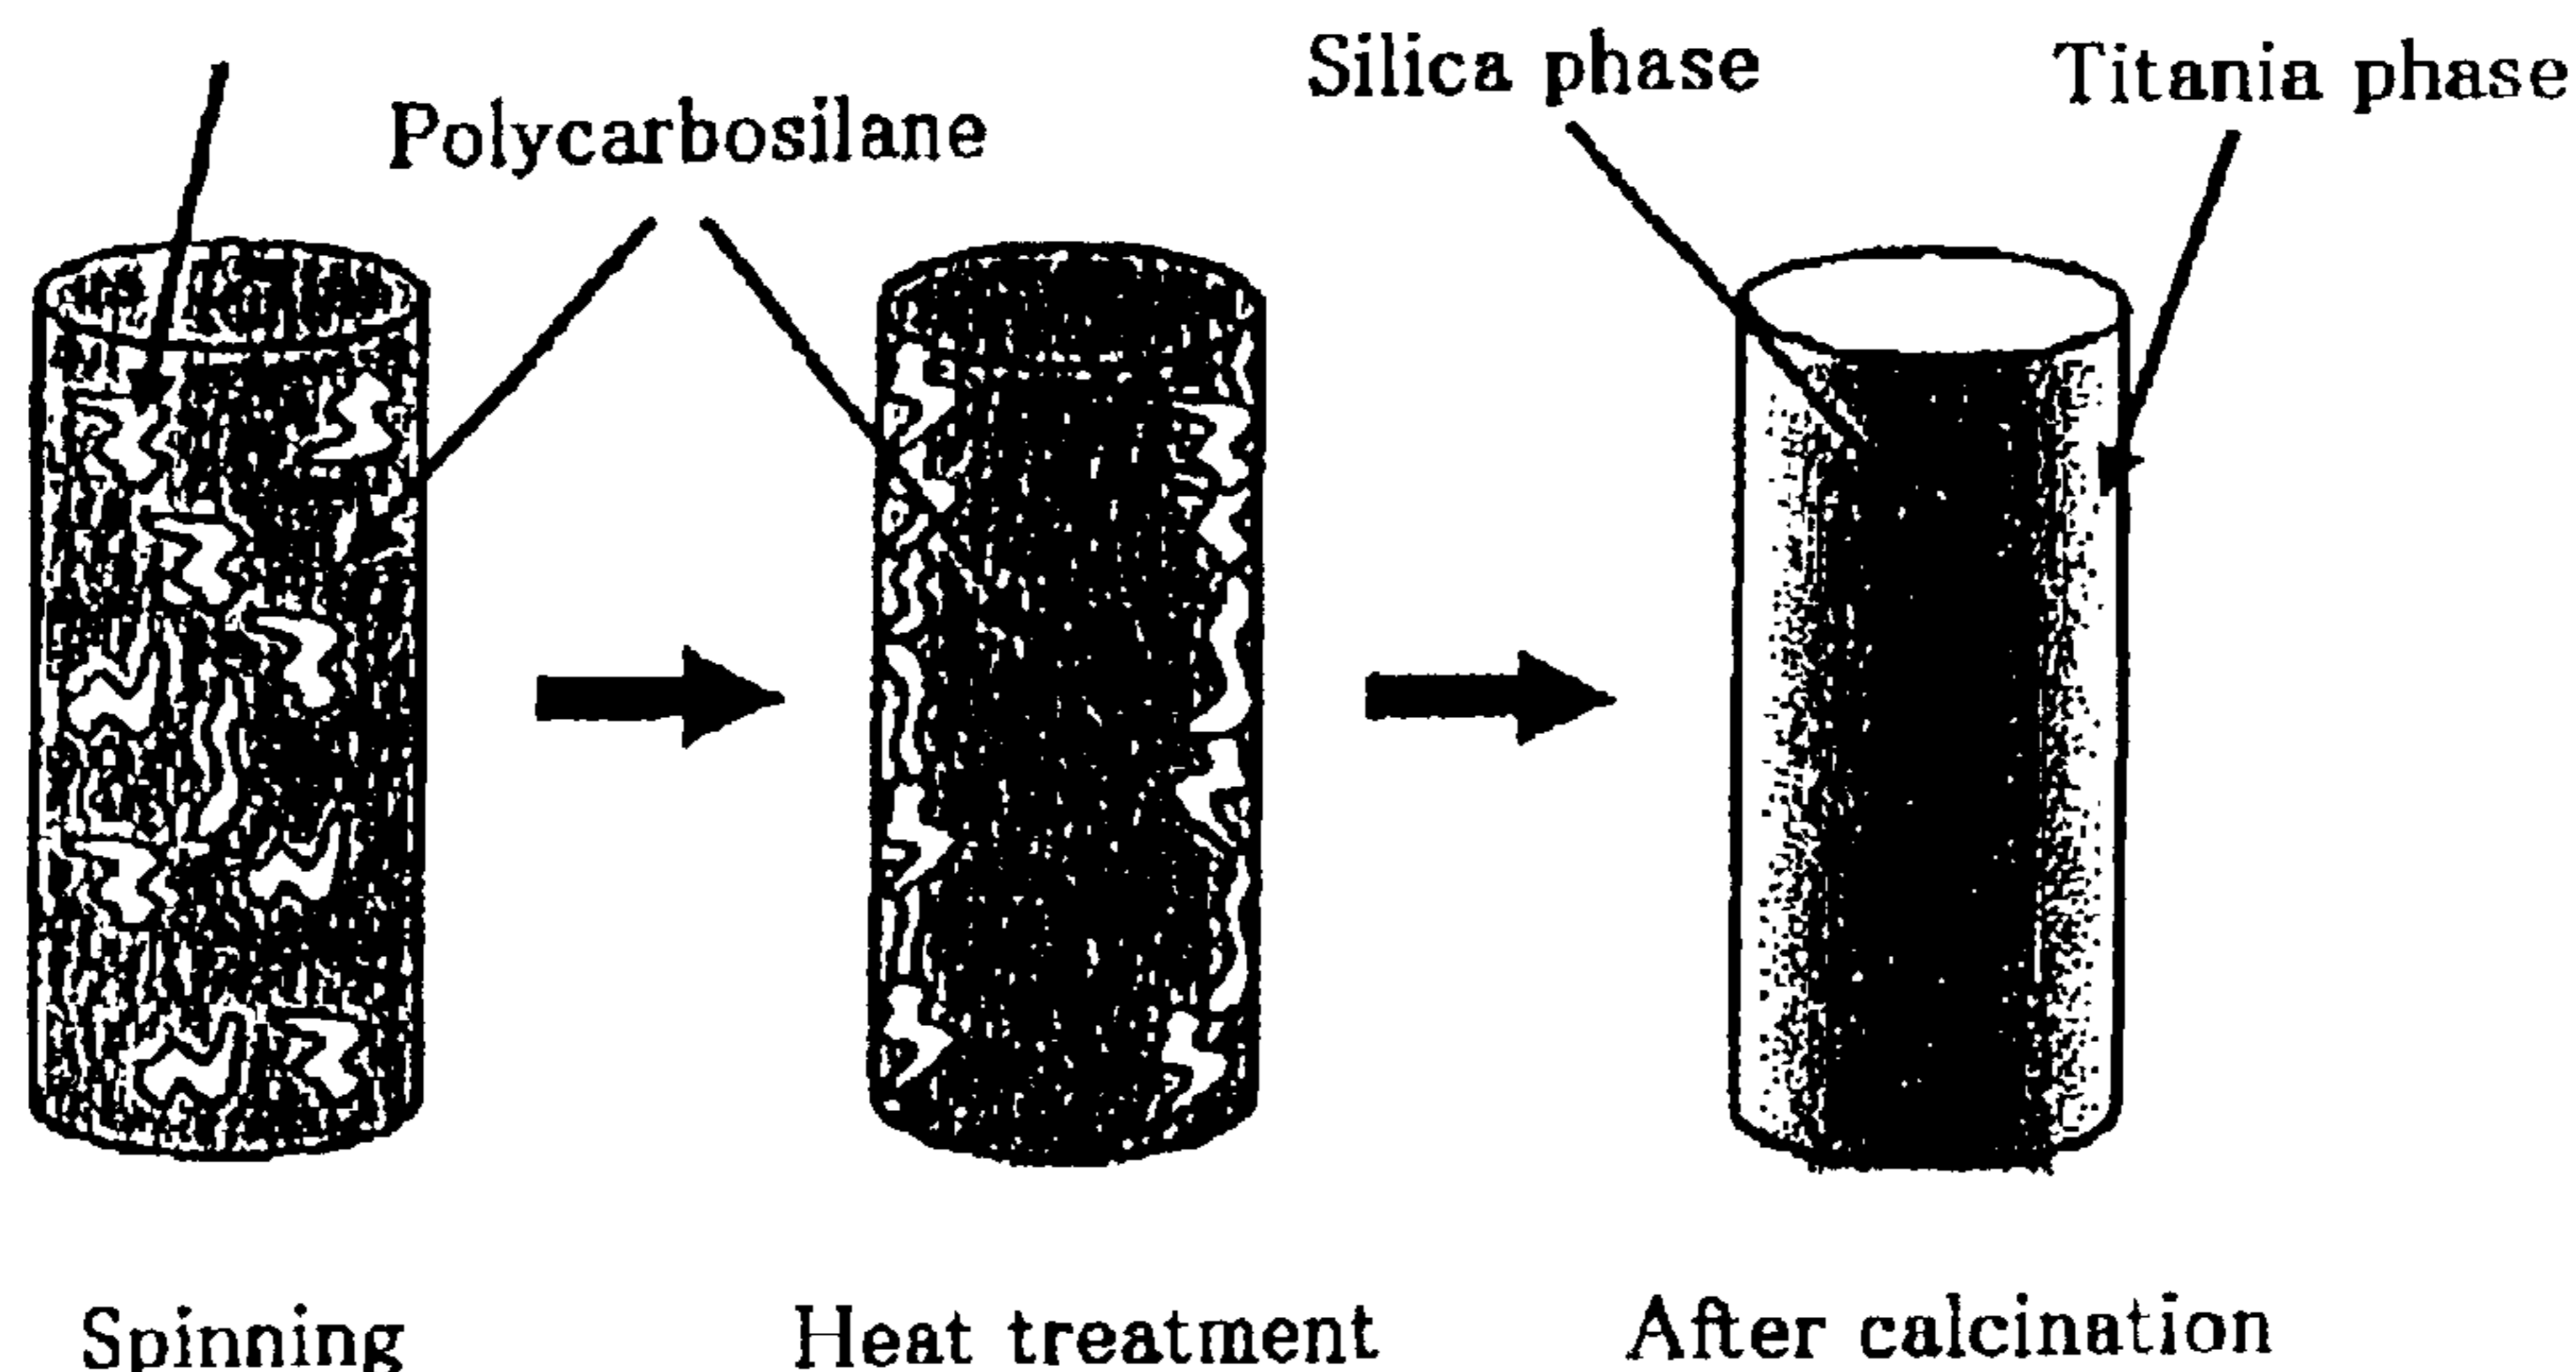 Silica phase
Titania phase
Polycarbosilane
Spinning
Heat treatment
After calcination